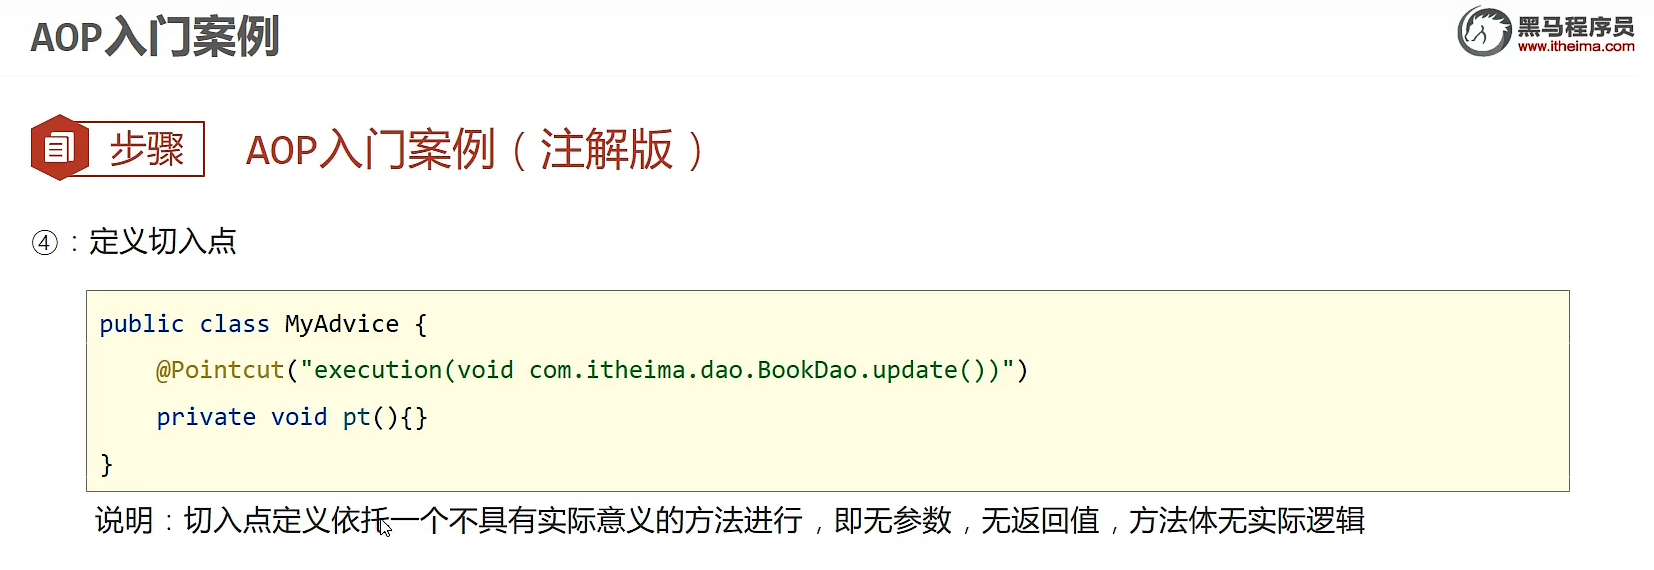 AOP入门案例
黑马程序员
www.itheima.com
步骤
AOP入门案例（注解版）
④：定义切入点
public class MyAdvice {
    @Pointcut("execution(void com.itheima.dao.BookDao.update())")
    private void pt(){}
}
说明：切入点定义依托一个不具有实际意义的方法进行，即无参数，无返回值，方法体无实际逻辑